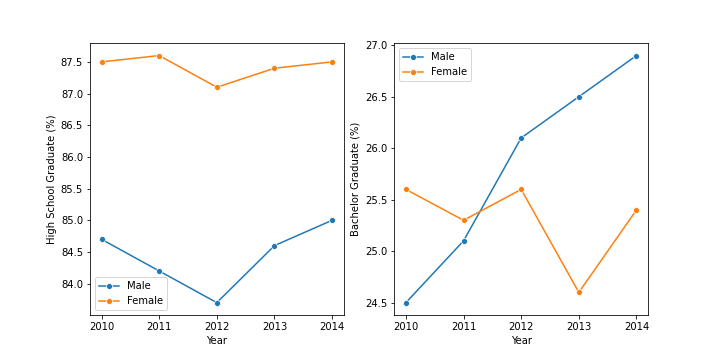 High School Graduate (%)
87.5
87.0
86.5
86.0
85.5
85.0
84.5
84.0
Male
Female
2010 2011 2012 2013 2014
Year
Bachelor Graduate (%)
27.0
26.5
26.0
25.5
25.0
24.5
Male
Female
2010 2011 2012 2013 2014
Year